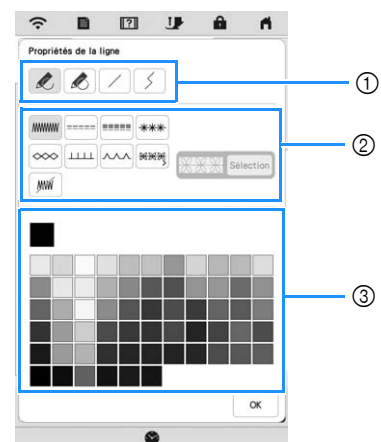 Propriétés de la ligne
①
②
Sélection
③
OK